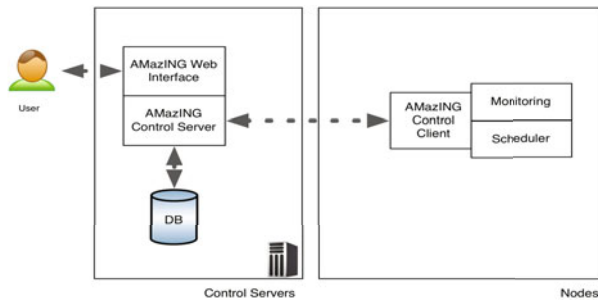 User
AMazING Web
Interface
AMazING
Control Server
DB
Control Servers
AMazING
Control
Client
Monitoring
Scheduler
Nodes